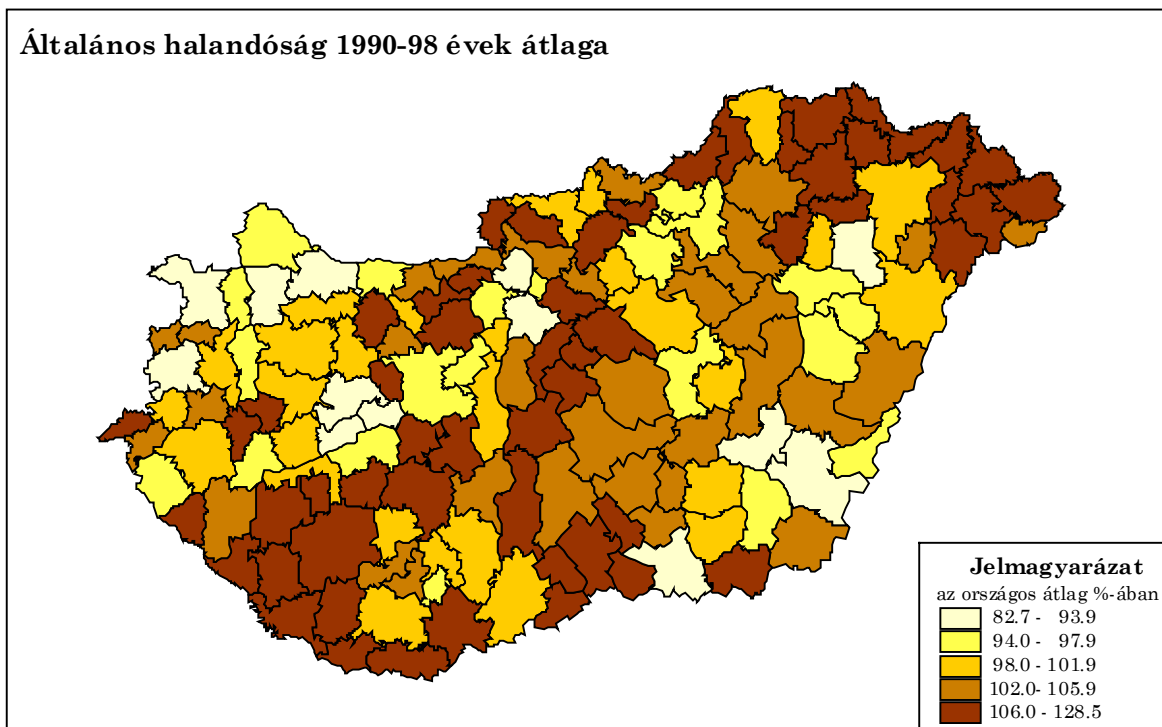 Általános halandóság 1990-98 évek átlaga
Jelmagyarázat
az országos átlag %-ában
82.7 - 93.9
94.0 - 97.9
98.0 - 101.9
102.0- 105.9
106.0 - 128.5